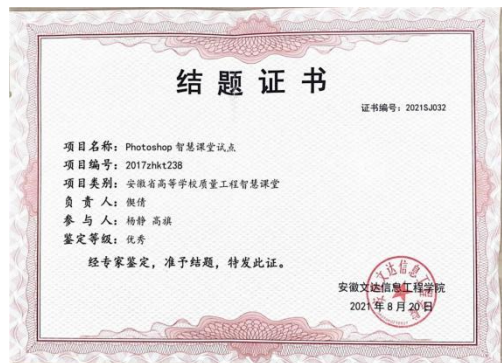 结题证书
证书编号：2021SJ032
项目名称：Photoshop 智慧课堂试点
项目编号：2017zhkt238
项目类别：安徽省高等学校质量工程智慧课堂
负责人：倪倩
参与人：杨静 高祺
鉴定等级：优秀
经专家鉴定，准予结题，特发此证。
安徽文达信息工程学院
2021年8月20日